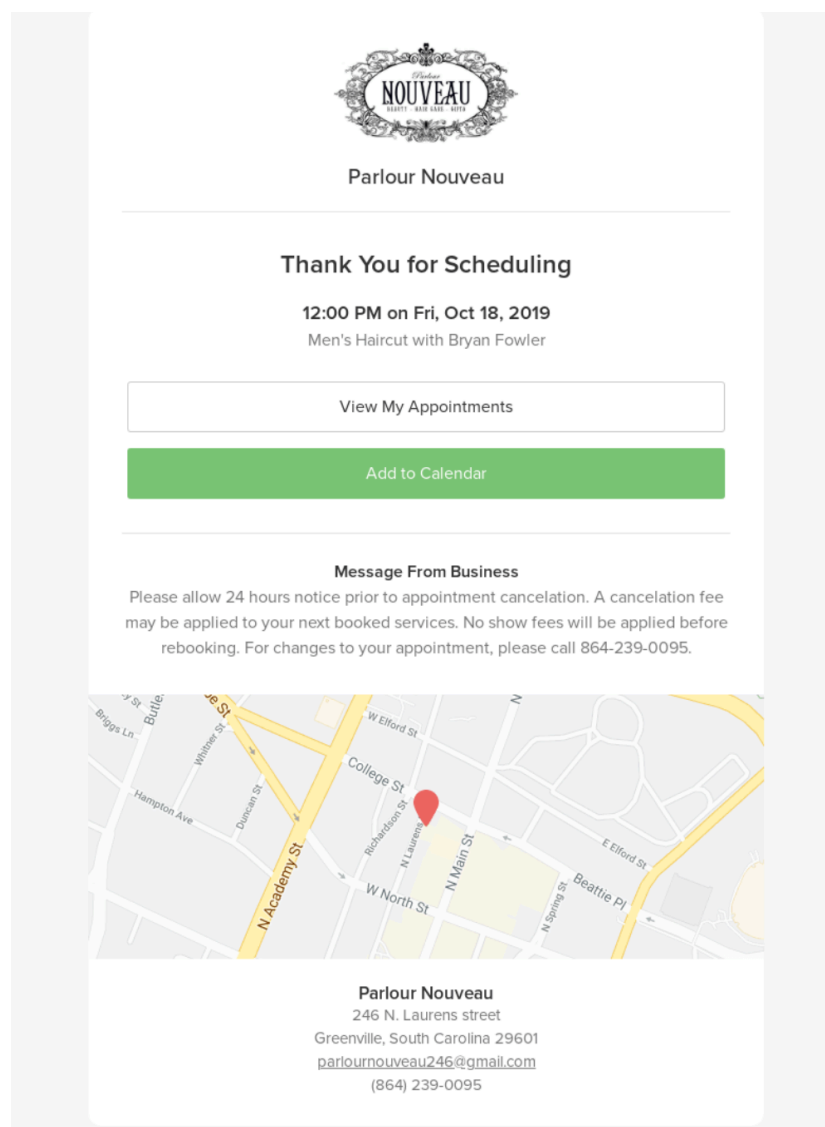 Parlour
NOUVEAU
BEAUTY · HAIR CARE · GIFTS
Parlour Nouveau
Thank You for Scheduling
12:00 PM on Fri, Oct 18, 2019
Men's Haircut with Bryan Fowler
View My Appointments
Add to Calendar
Message From Business
Please allow 24 hours notice prior to appointment cancelation. A cancelation fee
may be applied to your next booked services. No show fees will be applied before
rebooking. For changes to your appointment, please call 864-239-0095.
Briggs Ln
Whitner St
W Elford St
College St
Hampton Ave
Duncan St
Richardson St
N Laurens
N Main St
E Elford St
N Academy St
W North St
Beattie Pl
N Spring St
Parlour Nouveau
246 N. Laurens street
Greenville, South Carolina 29601
parlournouveau246@gmail.com
(864) 239-0095